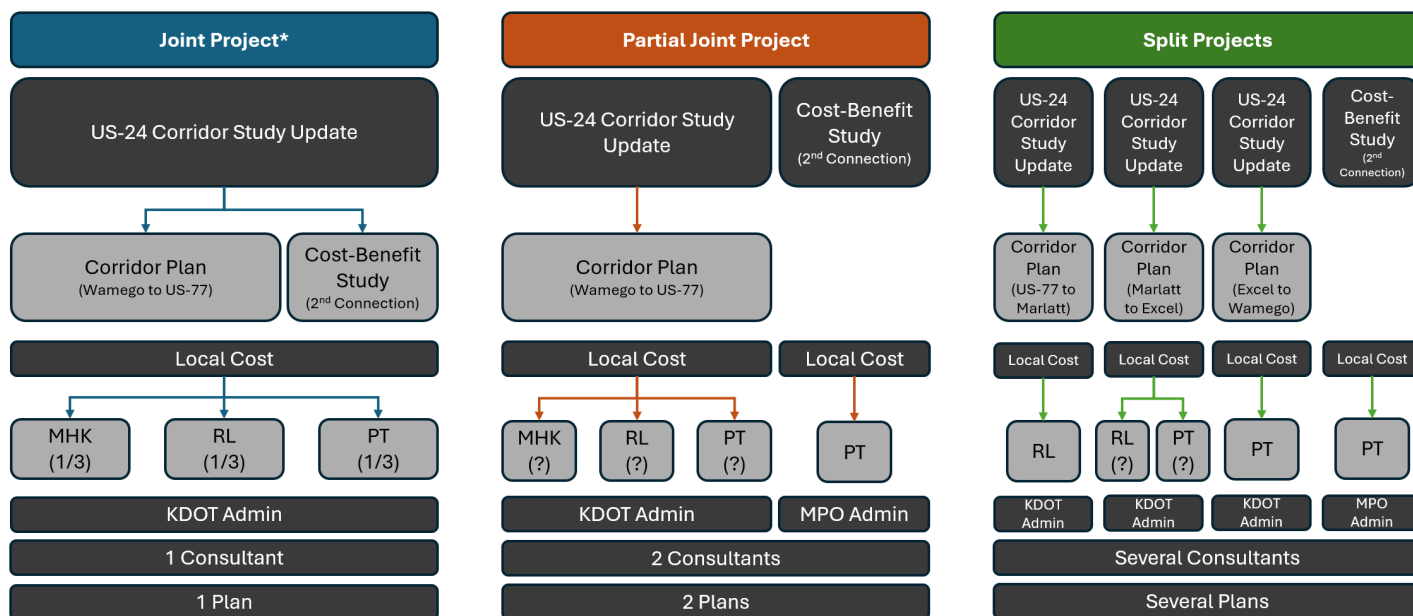 Joint Project*
US-24 Corridor Study Update
Corridor Plan
(Wamego to US-77)
Cost-Benefit
Study
(2nd Connection)
Local Cost
MHK
(1/3)
RL
(1/3)
PT
(1/3)
KDOT Admin
1 Consultant
1 Plan
Partial Joint Project
US-24 Corridor Study
Update
Cost-Benefit
Study
(2nd Connection)
Corridor Plan
(Wamego to US-77)
Local Cost
Local Cost
MHK
(?)
RL
(?)
PT
(?)
PT
KDOT Admin
MPO Admin
2 Consultants
2 Plans
Split Projects
US-24
Corridor
Study
Update
US-24
Corridor
Study
Update
US-24
Corridor
Study
Update
Cost-
Benefit
Study
(2nd
Connection)
Corridor
Plan
(US-77 to
Marlatt)
Corridor
Plan
(Marlatt
to Excel)
Corridor
Plan
(Excel to
Wamego)
Local Cost
Local Cost
Local Cost
Local Cost
RL
RL
(?)
PT
(?)
PT
PT
KDOT
Admin
KDOT
Admin
KDOT
Admin
MPO
Admin
Several Consultants
Several Plans